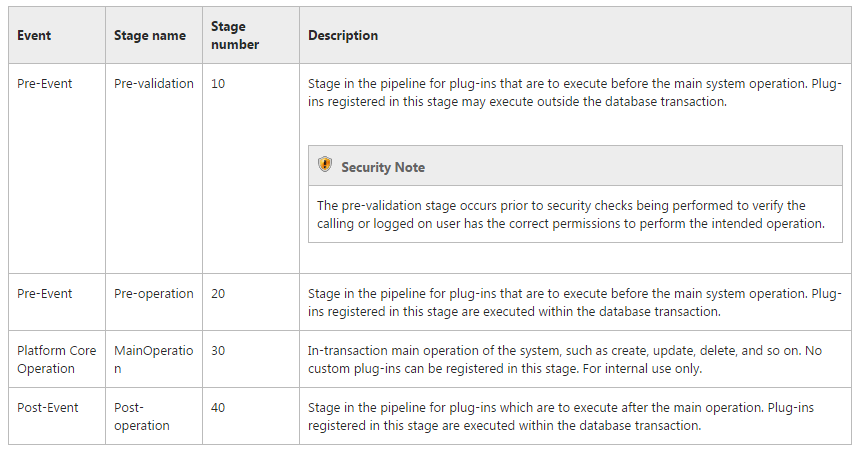 Event
Stage name
Stage
number
Description
Pre-Event
Pre-validation
10
Stage in the pipeline for plug-ins that are to execute before the main system operation. Plug-
ins registered in this stage may execute outside the database transaction.
Security Note
The pre-validation stage occurs prior to security checks being performed to verify the
calling or logged on user has the correct permissions to perform the intended operation.
Pre-Event
Pre-operation
20
Stage in the pipeline for plug-ins that are to execute before the main system operation. Plug-
ins registered in this stage are executed within the database transaction.
Platform Core
Operation
MainOperatio
n
30
In-transaction main operation of the system, such as create, update, delete, and so on. No
custom plug-ins can be registered in this stage. For internal use only.
Post-Event
Post-
operation
40
Stage in the pipeline for plug-ins which are to execute after the main operation. Plug-ins
registered in this stage are executed within the database transaction.